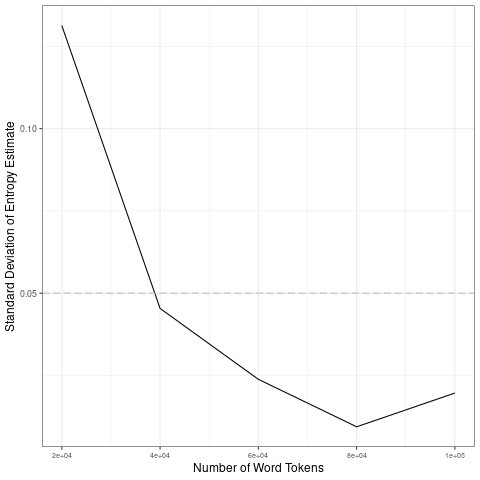 Standard Deviation of Entropy Estimate
0.10
0.05
2e+04 4e+04 6e+04 8e+04 1e+05
Number of Word Tokens